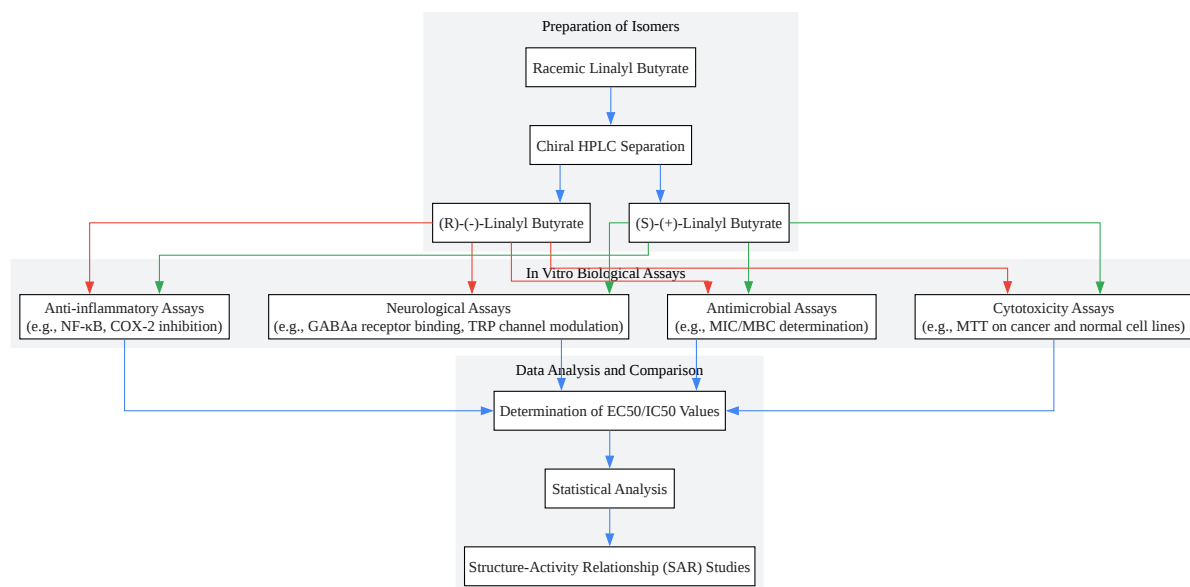 Preparation of Isomers
Racemic Linalyl Butyrate
Chiral HPLC Separation
(R)-(-)-Linalyl Butyrate
(S)-(+)-Linalyl Butyrate
In Vitro Biological Assays
Anti-inflammatory Assays
(e.g., NF-κB, COX-2 inhibition)
Neurological Assays
(e.g., GABAa receptor binding, TRP channel modulation)
Antimicrobial Assays
(e.g., MIC/MBC determination)
Cytotoxicity Assays
(e.g., MTT on cancer and normal cell lines)
Data Analysis and Comparison
Determination of EC50/IC50 Values
Statistical Analysis
Structure-Activity Relationship (SAR) Studies